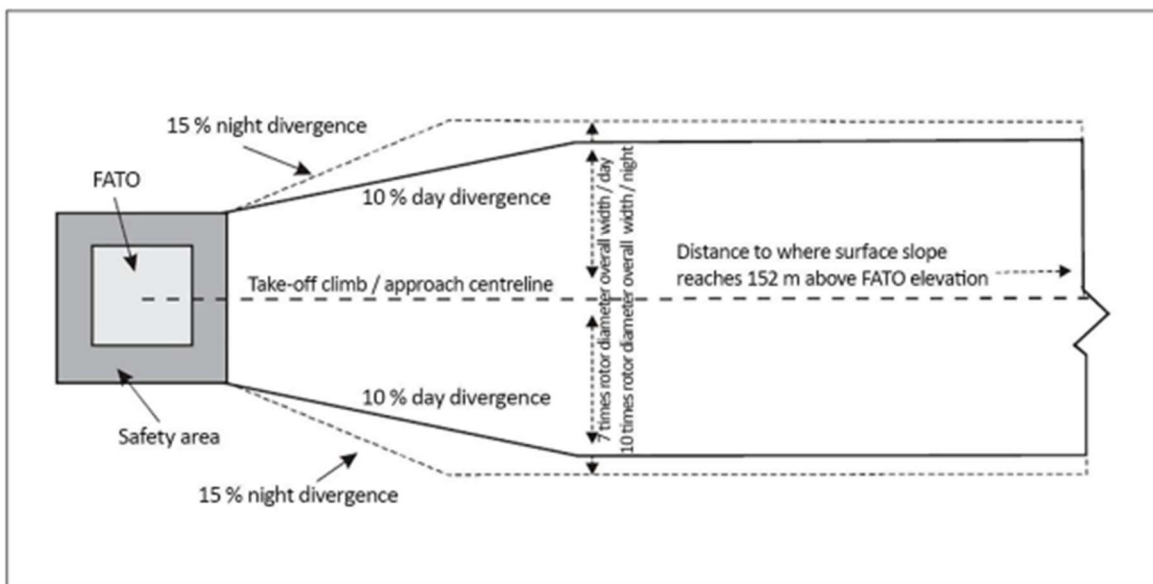 15 % night divergence
FATO
10 % day divergence
7 times rotor diameter overall width / day
10 times rotor diameter overall width / night
Take-off climb / approach centreline
Distance to where surface slope
reaches 152 m above FATO elevation
10 % day divergence
Safety area
15 % night divergence